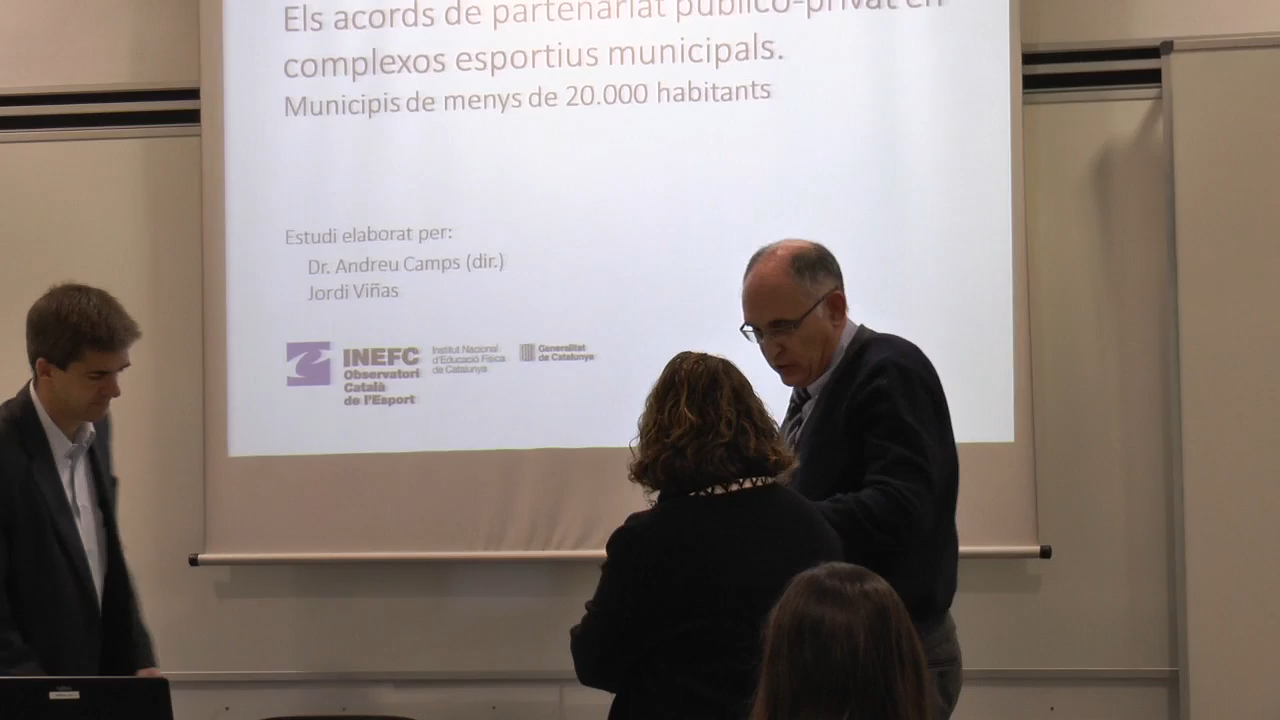 Els acords de partenariat público-privat en
complexos esportius municipals.
Municipis de menys de 20.000 habitants
Estudi elaborat per:
Dr. Andreu Camps (dir.)
Jordi Viñas
INEFC
Observatori
Català
de l'Esport
Institut Nacional
d'Educació Física
de Catalunya
Generalitat
de Catalunya